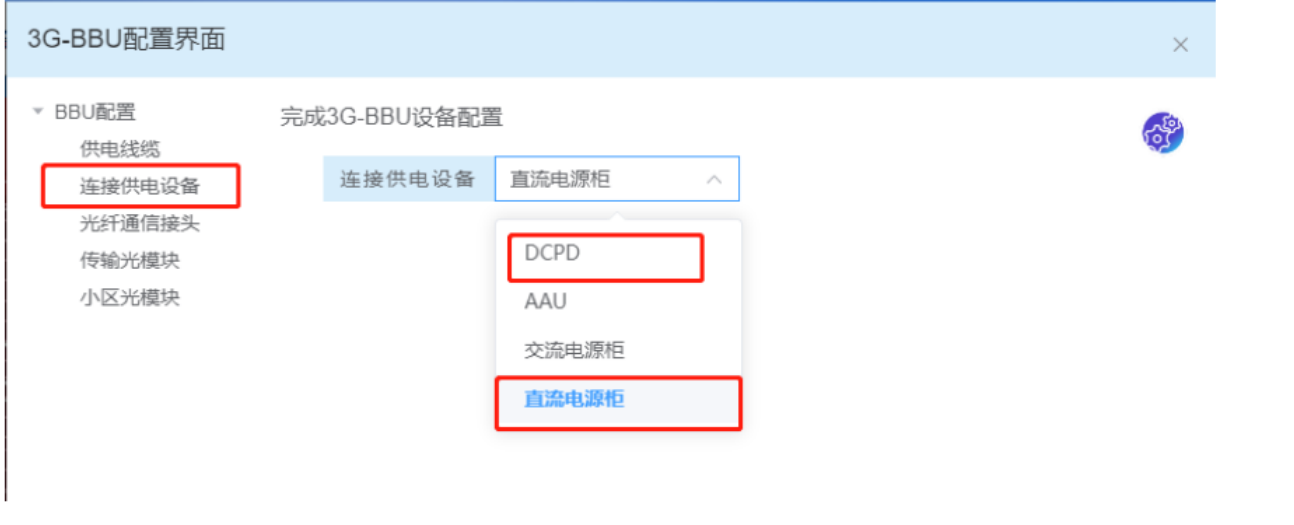 3G-BBU配置界面
BBU配置
完成3G-BBU设备配置
供电线缆
连接供电设备
连接供电设备 直流电源柜
光纤通信接头
传输光模块
小区光模块
DCPD
AAU
交流电源柜
直流电源柜